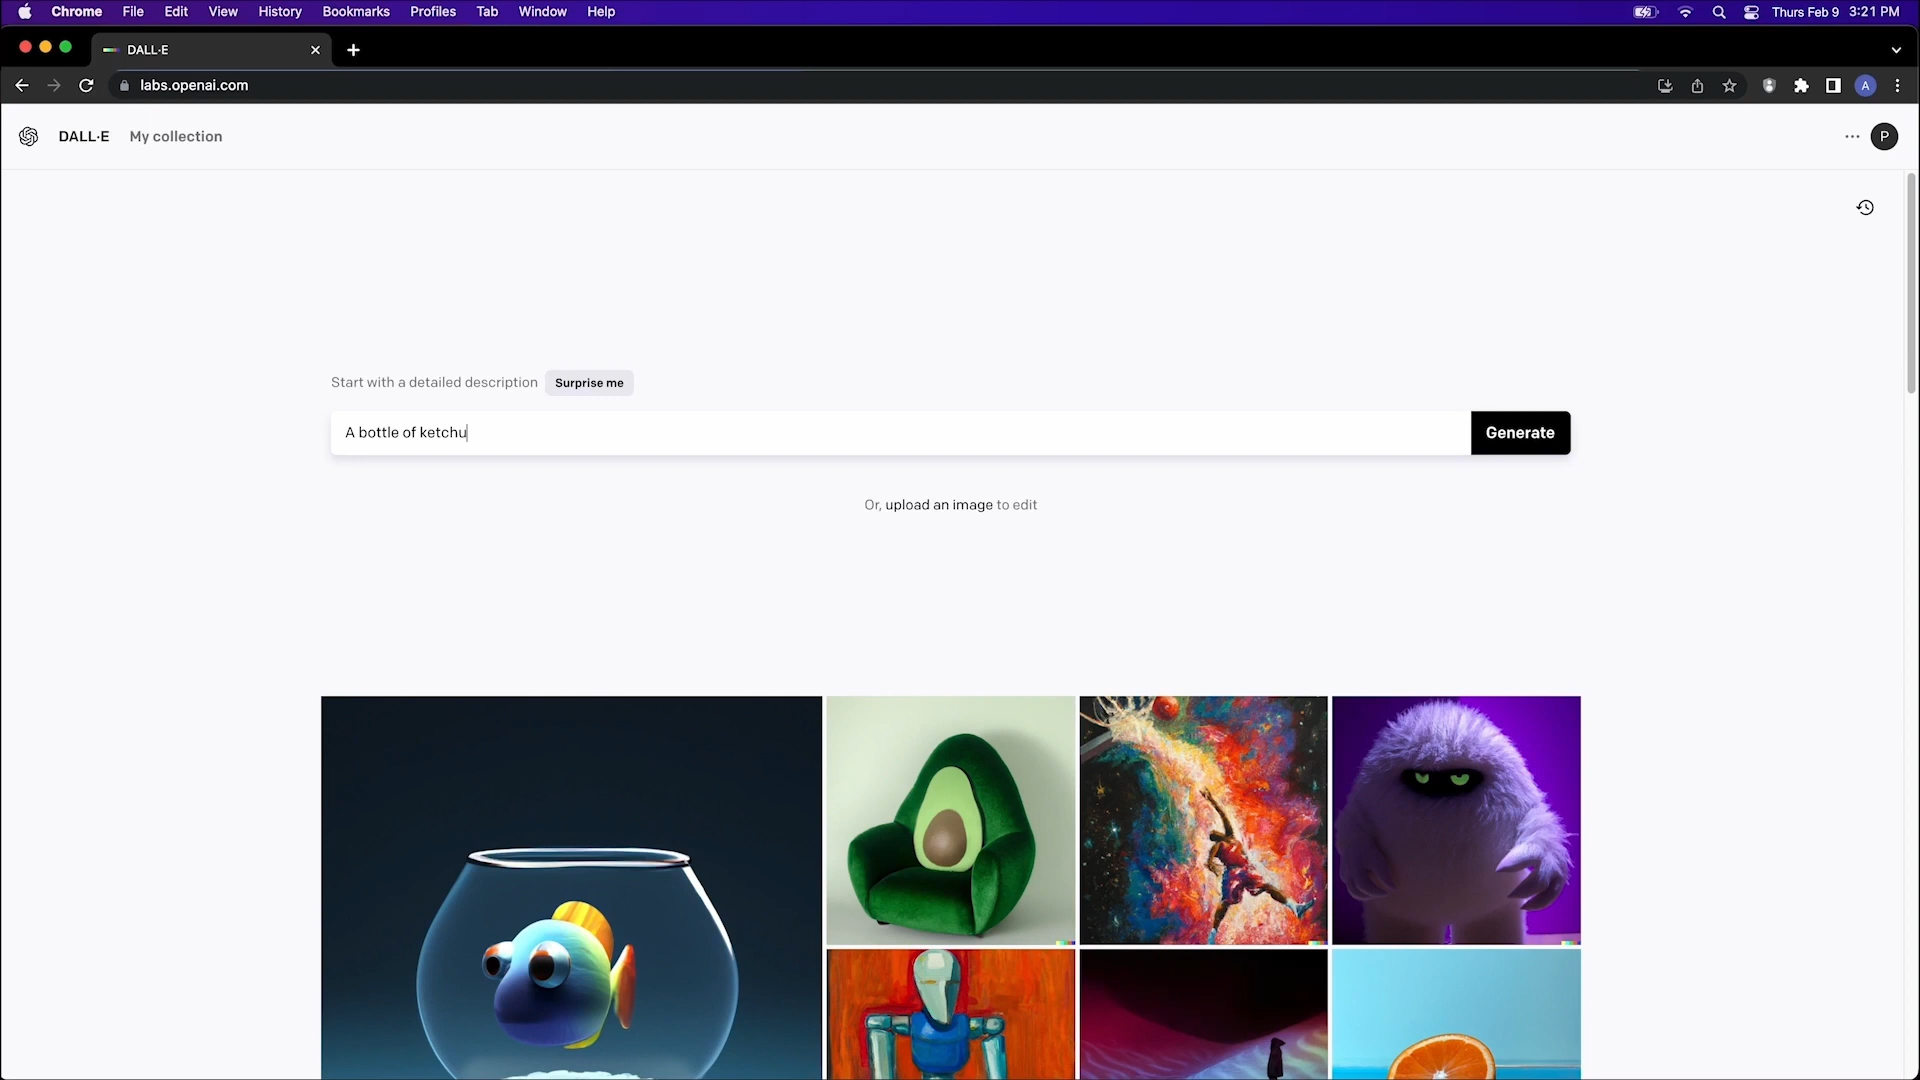 Chrome File Edit View History Bookmarks Profiles Tab Window Help Thurs Feb 9 3:21 PM
DALL·E
labs.openai.com A
DALL·E My collection P
Start with a detailed description Surprise me
A bottle of ketchu Generate
Or, upload an image to edit